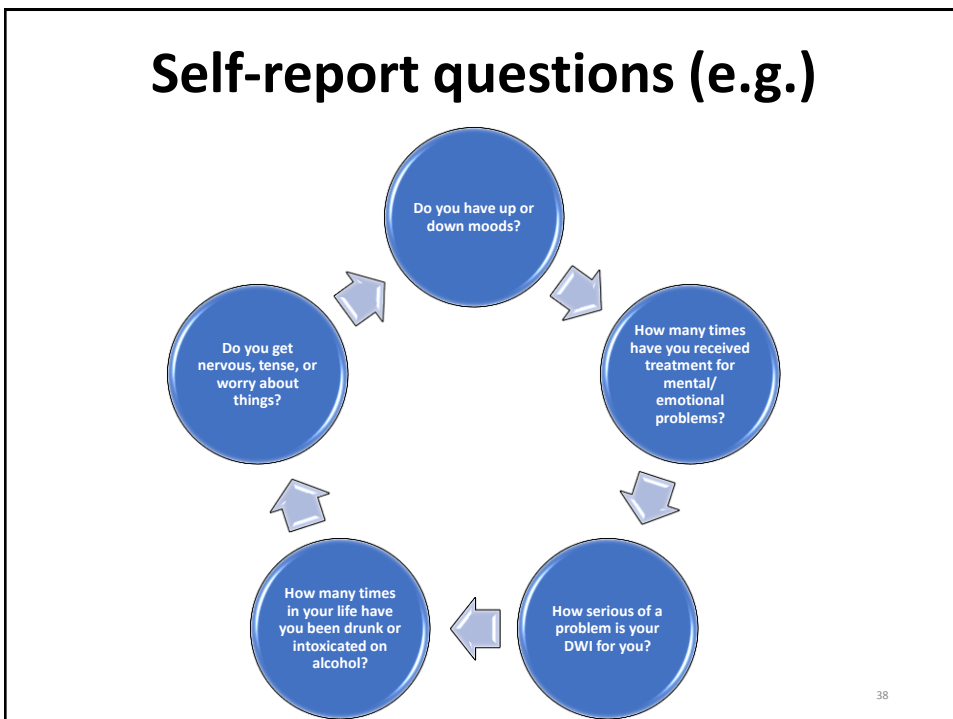 Self-report questions (e.g.)
Do you have up or
down moods?
How many times
have you received
treatment for
mental/
emotional
problems?
How serious of a
problem is your
DWI for you?
How many times
in your life have
you been drunk or
intoxicated on
alcohol?
Do you get
nervous, tense, or
worry about
things?
38